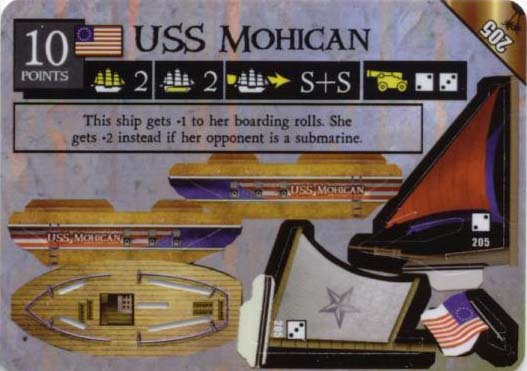 10
POINTS
USS MOHICAN
205
2 2 S+S
This ship gets +1 to her boarding rolls. She
gets +2 instead if her opponent is a submarine.
USS MOHICAN
USS MOHICAN
205